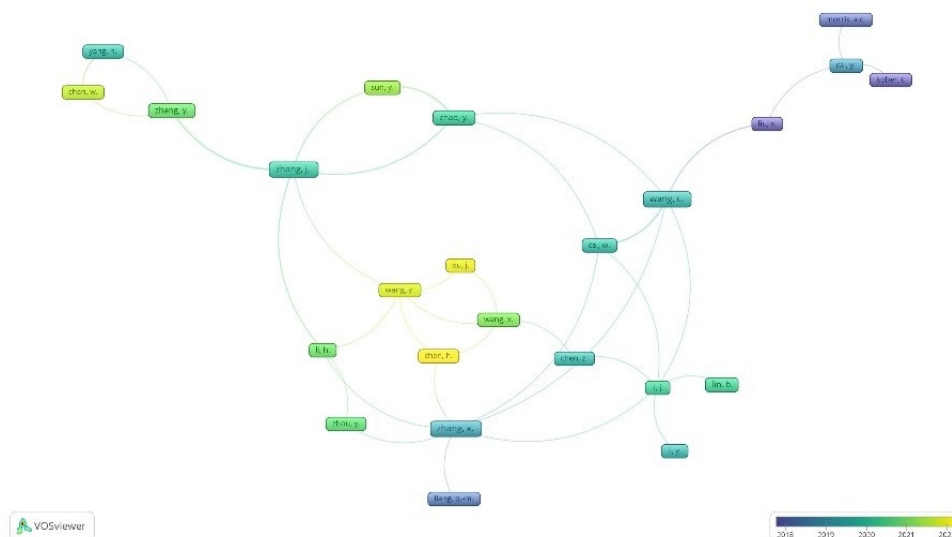 morris, a.c.
yang, h.
cai, y.
kober, t.
chen, w.
sun, y.
zhang, y.
zhao, y.
liu, x.
zhang, j.
wang, c.
cai, w.
xu, j.
wang, y.
wang, x.
li, h.
chen, h.
chen, z.
li, j.
lin, b.
zhou, y.
zhang, x.
li, y.
liang, q.-m.
VOSviewer
2018 2019 2020 2021